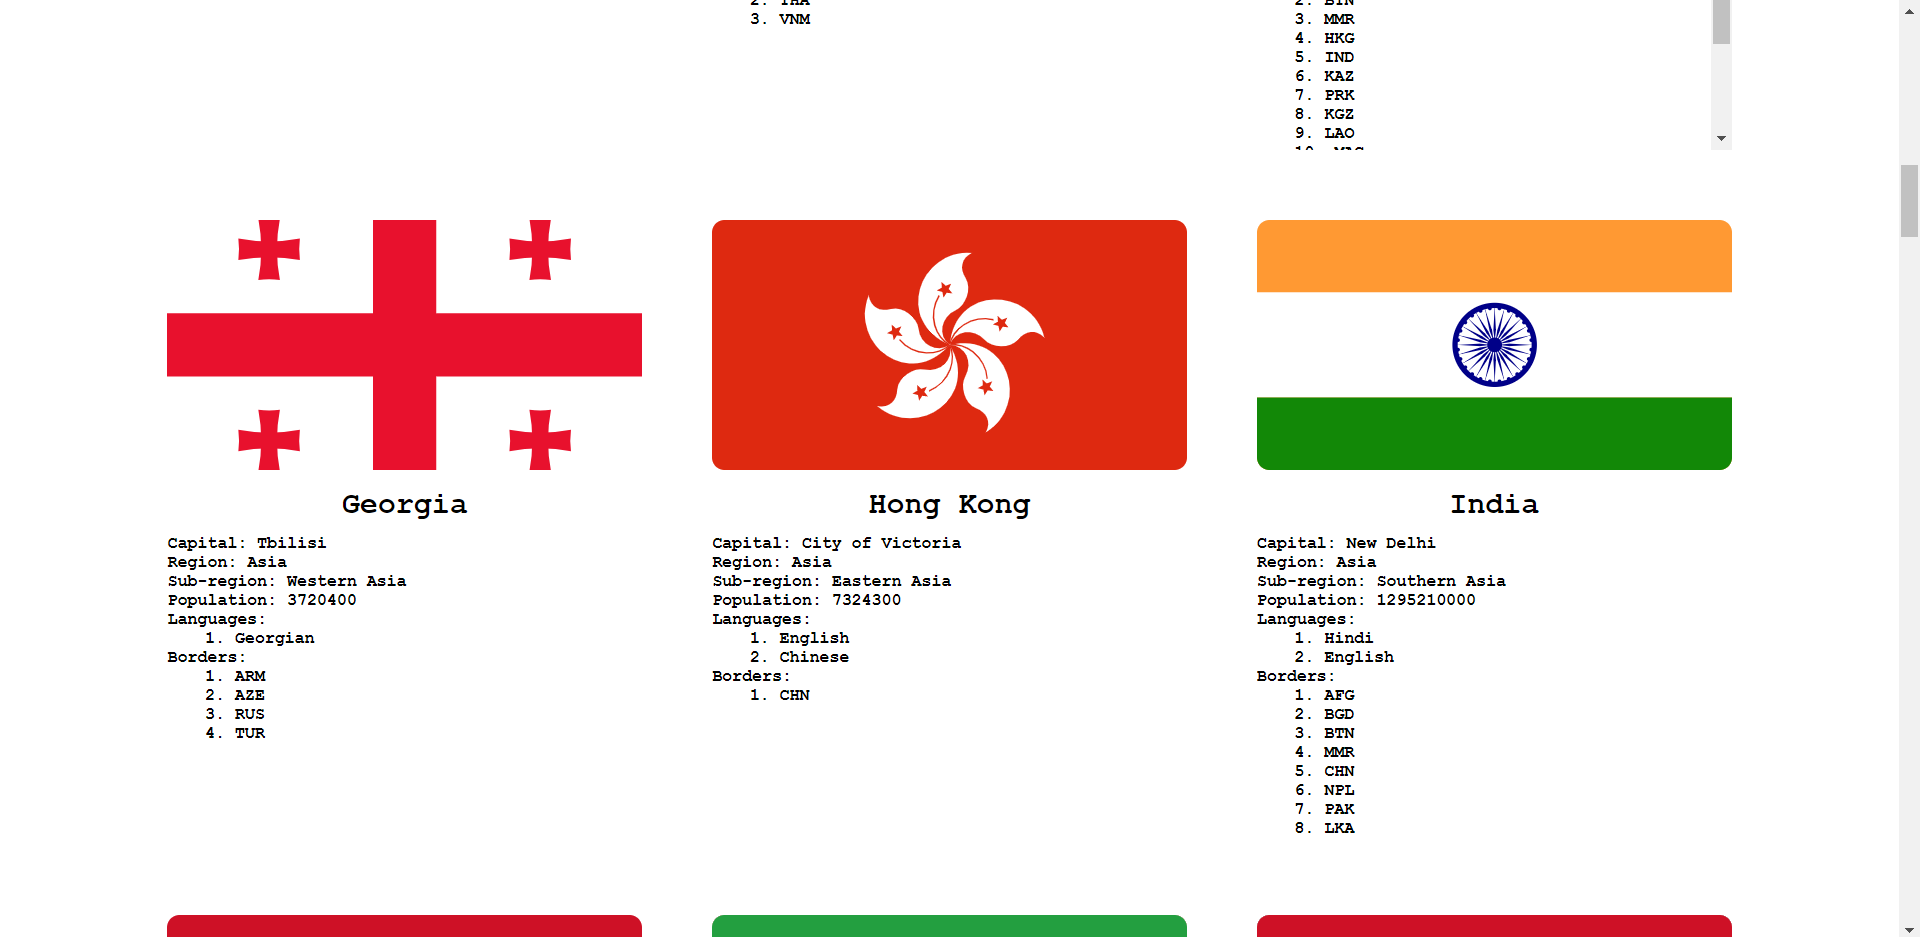 2. THA
3. VNM
2. BTN
3. MMR
4. HKG
5. IND
6. KAZ
7. PRK
8. KGZ
9. LAO
10. MAC
Georgia
Capital: Tbilisi
Region: Asia
Sub-region: Western Asia
Population: 3720400
Languages:
1. Georgian
Borders:
1. ARM
2. AZE
3. RUS
4. TUR
Hong Kong
Capital: City of Victoria
Region: Asia
Sub-region: Eastern Asia
Population: 7324300
Languages:
1. English
2. Chinese
Borders:
1. CHN
India
Capital: New Delhi
Region: Asia
Sub-region: Southern Asia
Population: 1295210000
Languages:
1. Hindi
2. English
Borders:
1. AFG
2. BGD
3. BTN
4. MMR
5. CHN
6. NPL
7. PAK
8. LKA